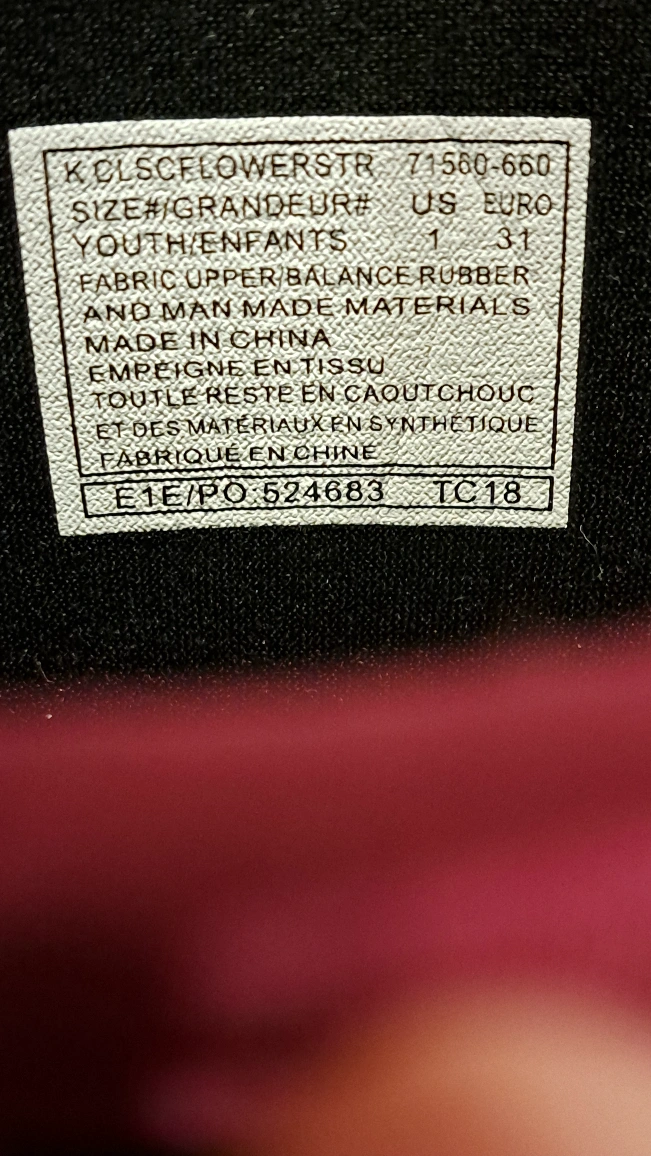 K CLSCFLOWERSTR 71560-660
SIZE#/GRANDEUR# US EURO
YOUTH/ENFANTS 1 31
FABRIC UPPER/BALANCE RUBBER
AND MAN MADE MATERIALS
MADE IN CHINA
EMPEIGNE EN TISSU
TOUTLE RESTE EN CAOUTCHOUC
ET DES MATÉRIAUX EN SYNTHÉTIQUE
FABRIQUÉ EN CHINE
E1E/PO 524683 TC18